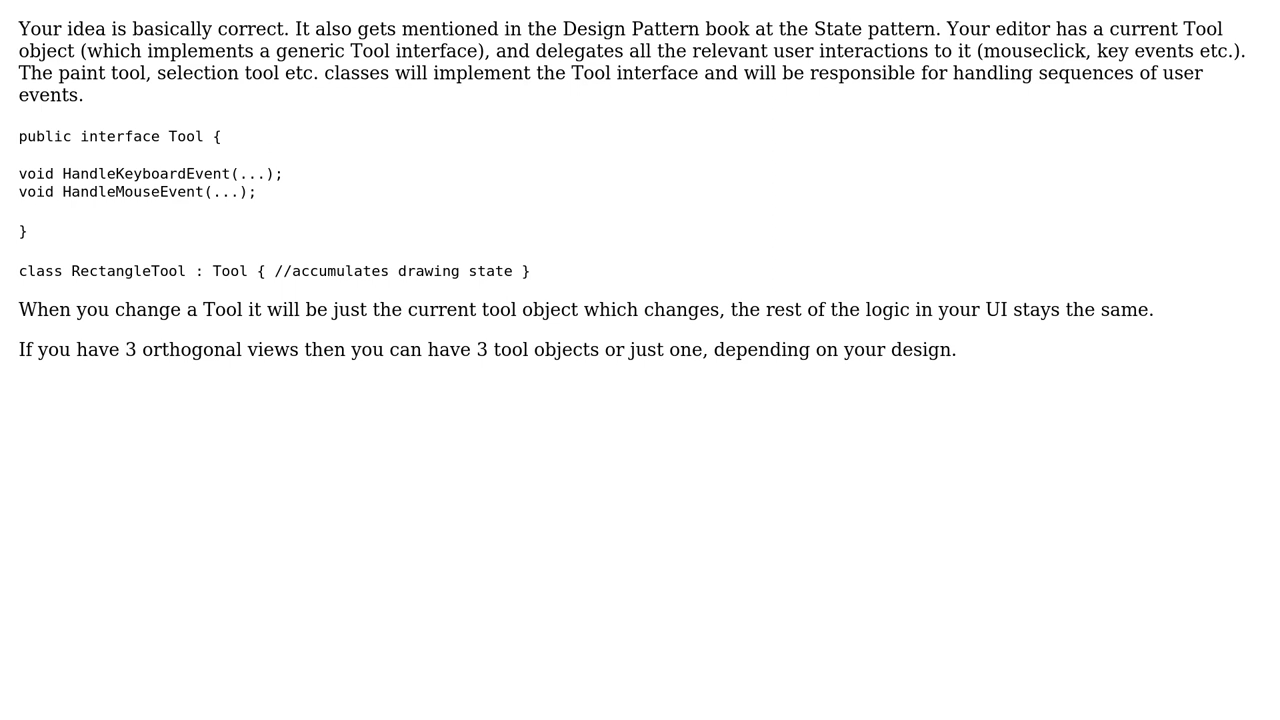 Your idea is basically correct. It also gets mentioned in the Design Pattern book at the State pattern. Your editor has a current Tool
object (which implements a generic Tool interface), and delegates all the relevant user interactions to it (mouseclick, key events etc.).
The paint tool, selection tool etc. classes will implement the Tool interface and will be responsible for handling sequences of user
events.
public interface Tool {
void HandleKeyboardEvent(...);
void HandleMouseEvent(...);
}
class RectangleTool : Tool { //accumulates drawing state }
When you change a Tool it will be just the current tool object which changes, the rest of the logic in your UI stays the same.
If you have 3 orthogonal views then you can have 3 tool objects or just one, depending on your design.